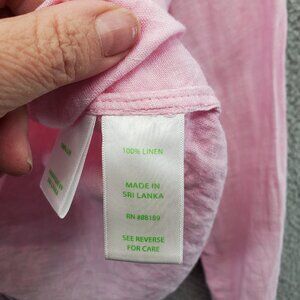 100% LINEN
MADE IN
SRI LANKA
RN #88189
SEE REVERSE
FOR CARE